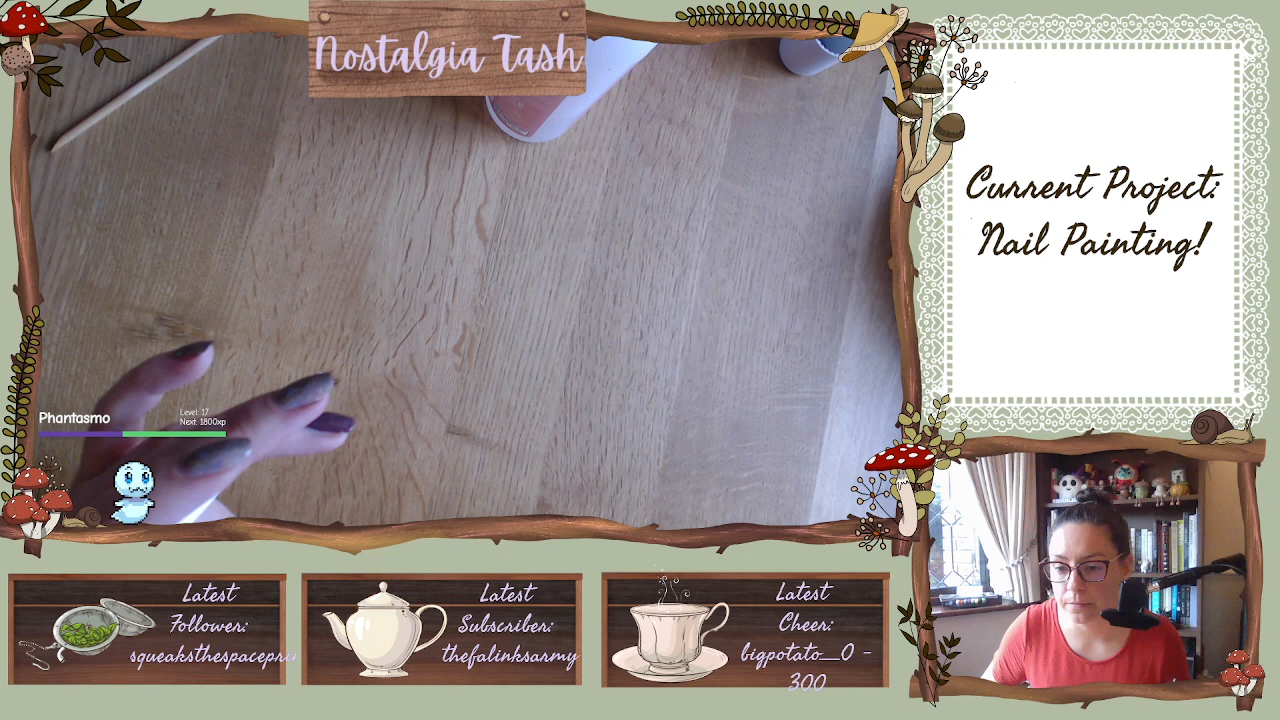 Nostalgia Tash
Current Project:
Nail Painting!
Phantasmo
Level: 17
Next: 1800xp
Latest
Follower:
squeaksthespacepri
Latest
Subscriber:
thefalinksarmy
Latest
Cheer:
bigpotato_0 -
300